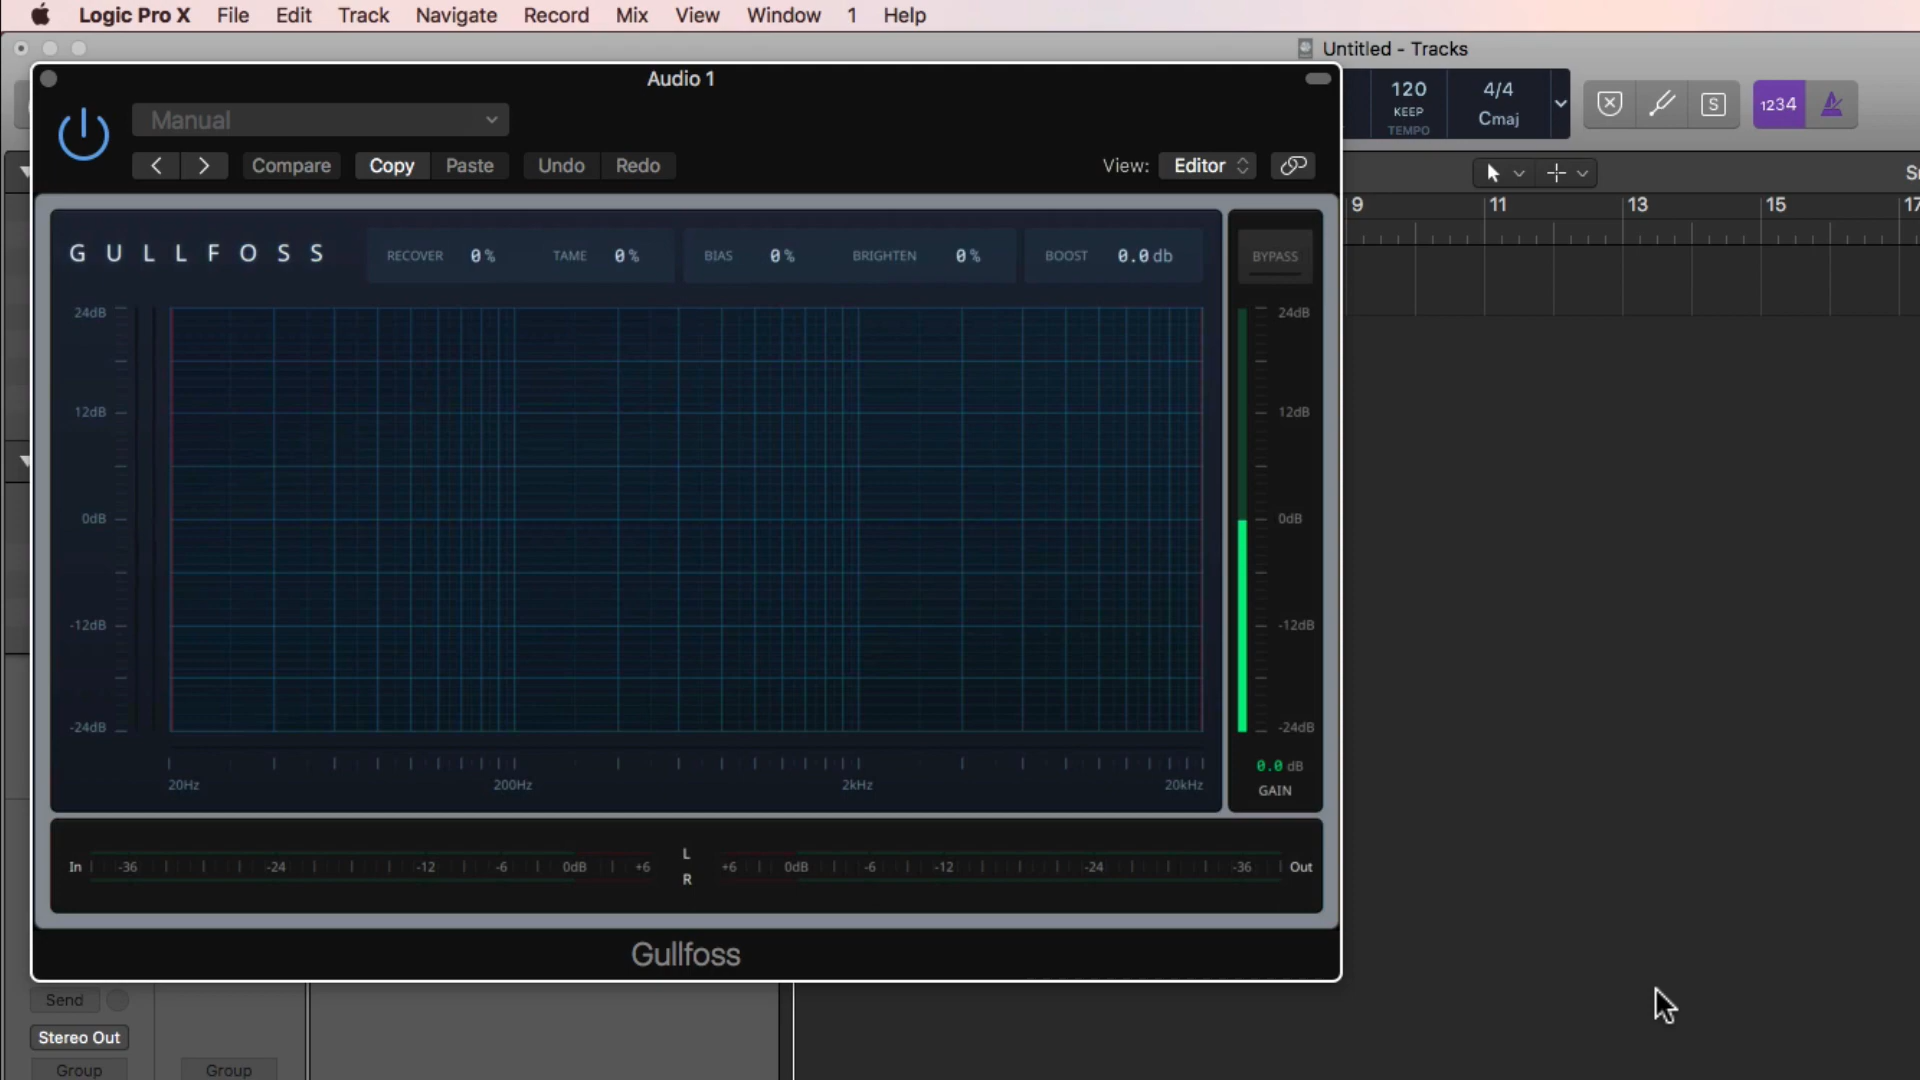 Logic Pro X File Edit Track Navigate Record Mix View Window 1 Help
Untitled - Tracks
Audio 1
120
KEEP
TEMPO
4/4
Cmaj
S
1234
Manual
Compare Copy Paste Undo Redo
View: Editor
9 11 13 15 17
GULLFOSS
RECOVER 0% TAME 0% BIAS 0% BRIGHTEN 0% BOOST 0.0 db
BYPASS
24dB
12dB
0dB
-12dB
-24dB
20Hz 200Hz 2kHz 20kHz
24dB
12dB
0dB
-12dB
-24dB
0.0 dB
GAIN
In -36 -24 -12 -6 0dB +6
L
R
+6 0dB -6 -12 -24 -36 Out
Gullfoss
Send
Stereo Out
Group Group